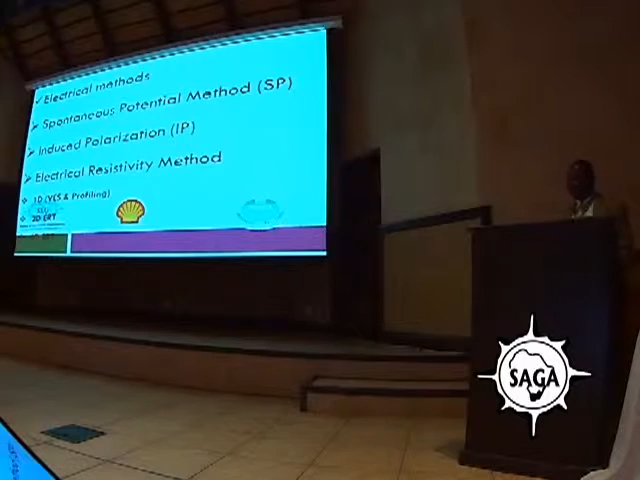 Electrical methods
Spontaneous Potential Method (SP)
Induced Polarization (IP)
Electrical Resistivity Method
1D (VES & Profiling)
2D ERT
SAGA